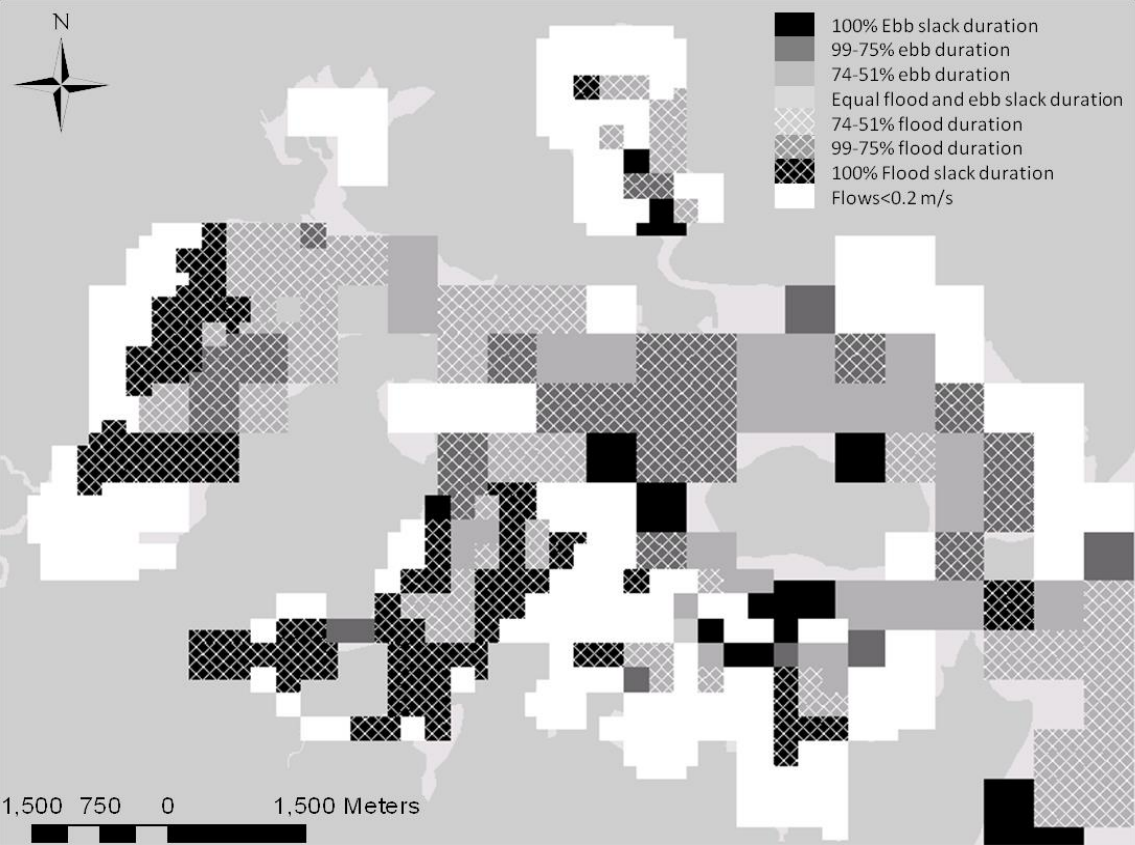 N
100% Ebb slack duration
99-75% ebb duration
74-51% ebb duration
Equal flood and ebb slack duration
74-51% flood duration
99-75% flood duration
100% Flood slack duration
Flows<0.2 m/s
1,500 750 0 1,500 Meters